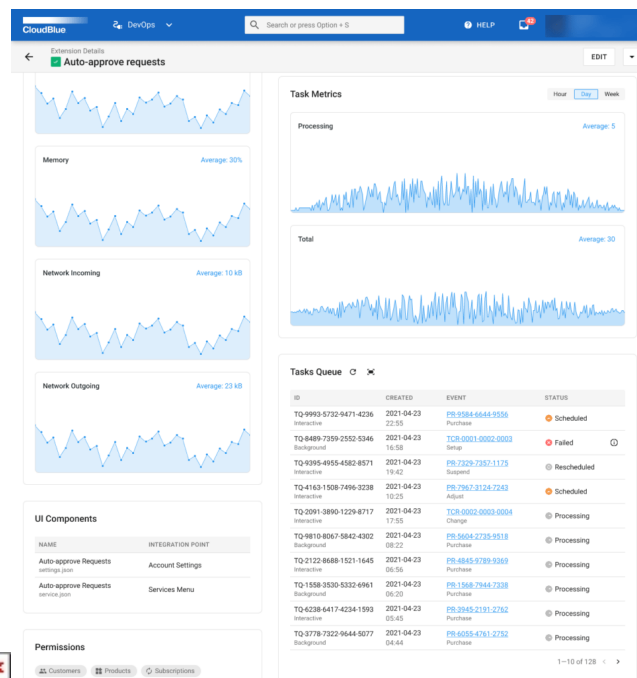 CloudBlue
DevOps
Search or press Option + S
HELP
42
Extension Details
Auto-approve requests
EDIT
Memory
Average: 30%
Network Incoming
Average: 10 kB
Network Outgoing
Average: 23 kB
UI Components
NAME INTEGRATION POINT
Auto-approve Requests
settings.json
Account Settings
Auto-approve Requests
service.json
Services Menu
Permissions
Customers Products Subscriptions
Task Metrics
Hour Day Week
Processing
Average: 5
Total
Average: 30
Tasks Queue
ID CREATED EVENT STATUS
TQ-9993-5732-9471-4236 2021-04-23 PR-9584-6644-9556 Scheduled
Interactive 22:55 Purchase
TQ-8489-7359-2552-5346 2021-04-23 TCR-0001-0002-0003 Failed
Background 16:58 Setup
TQ-9395-4955-4582-8571 2021-04-23 PR-7329-7357-1175 Rescheduled
Interactive 19:42 Suspend
TQ-4163-1508-7496-3238 2021-04-23 PR-7967-3124-7243 Scheduled
Interactive 10:25 Adjust
TQ-2091-3890-1229-8717 2021-04-23 TCR-0002-0003-0004 Processing
Interactive 17:55 Change
TQ-9810-8067-5842-4302 2021-04-23 PR-5604-2735-9518 Processing
Background 08:22 Purchase
TQ-2122-8688-1521-1645 2021-04-23 PR-4845-9789-9369 Processing
Interactive 06:56 Purchase
TQ-1558-3530-5332-6961 2021-04-23 PR-1568-7944-7338 Processing
Background 06:20 Purchase
TQ-6238-6417-4234-1593 2021-04-23 PR-3945-2191-2762 Processing
Interactive 05:45 Purchase
TQ-3778-7322-9644-5077 2021-04-23 PR-6055-4761-2752 Processing
Background 04:44 Purchase
1–10 of 128